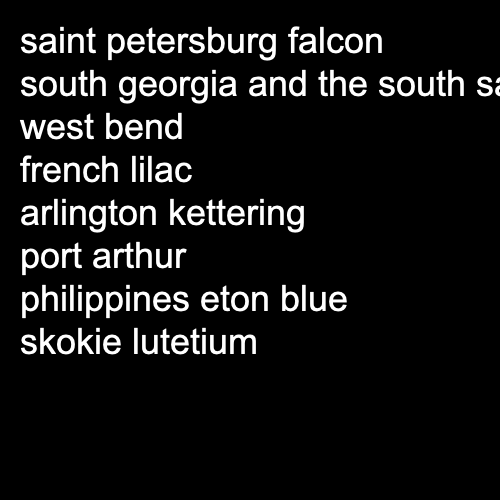 saint petersburg falcon
south georgia and the south
west bend
french lilac
arlington kettering
port arthur
philippines eton blue
skokie lutetium